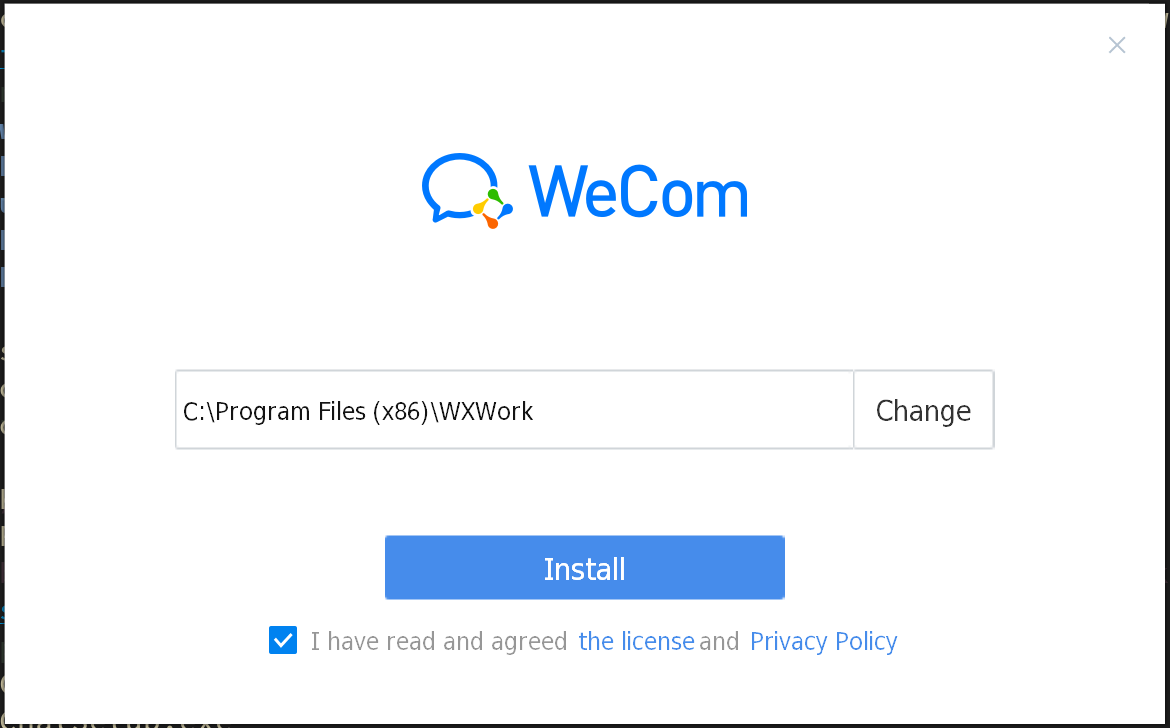 WeCom
C:\Program Files (x86)\WXWork
Change
Install
I have read and agreed the license and Privacy Policy